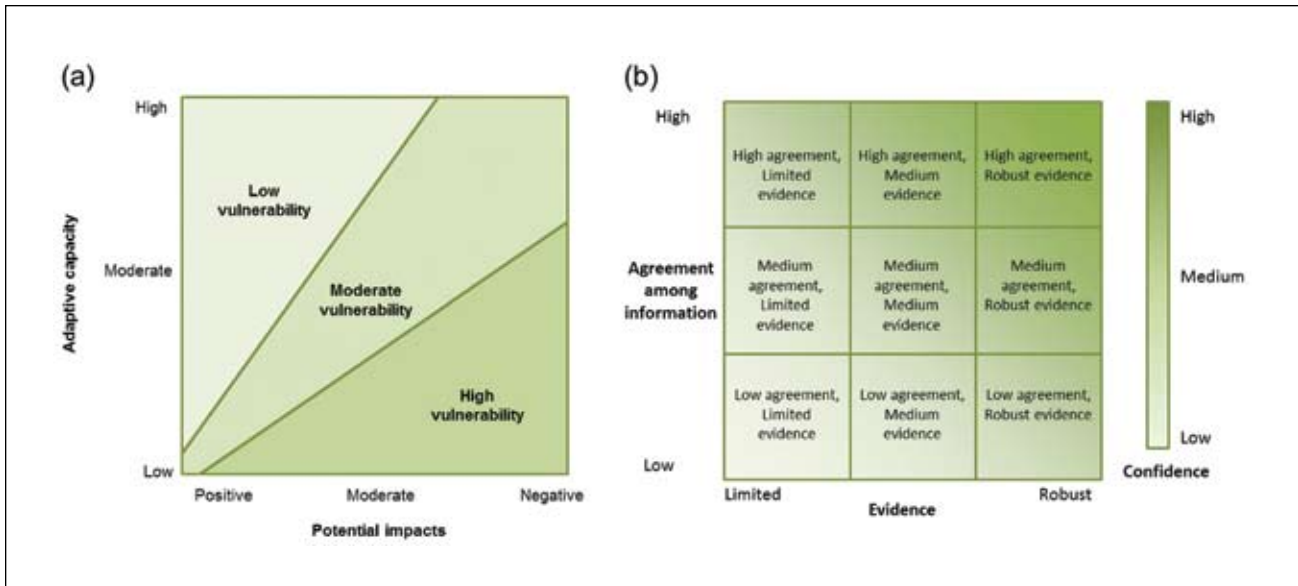 (a)
High
Low
vulnerability
Adaptive capacity
Moderate
Moderate
vulnerability
High
vulnerability
Low
Positive
Moderate
Negative
Potential impacts
(b)
High
High agreement,
Limited
evidence
High agreement,
Medium
evidence
High agreement,
Robust evidence
Agreement
among
information
Medium
agreement,
Limited
evidence
Medium
agreement,
Medium
evidence
Medium
agreement,
Robust evidence
Low agreement,
Limited
evidence
Low agreement,
Medium
evidence
Low agreement,
Robust evidence
Low
Limited
Robust
Evidence
High
Medium
Low
Confidence